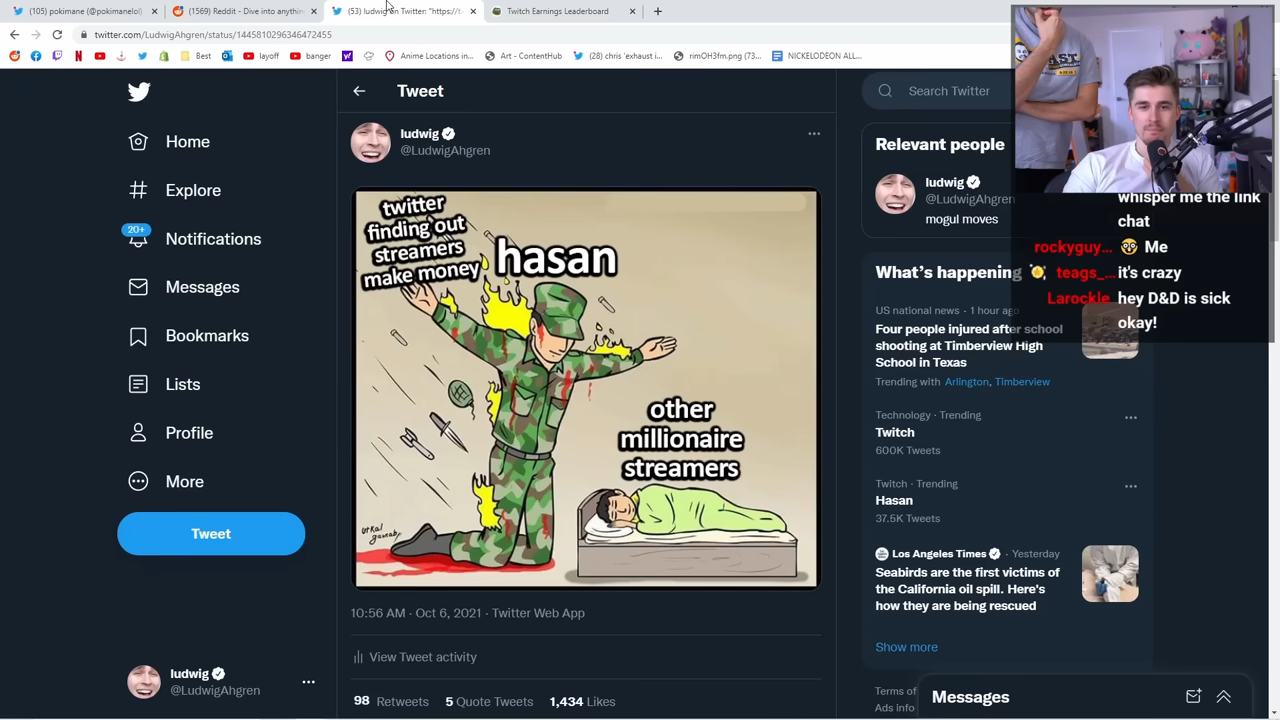 (105) pokimane (@pokimanelol)
(1569) Reddit - Dive into anythin
(53) ludwig on Twitter: "https://t.
Twitch Earnings Leaderboard
twitter.com/LudwigAhgren/status/1445810296346472455
Best
layoff
banger
Anime Locations in...
Art - ContentHub
(28) chris 'exhaust i...
rimOH3fm.png (73...
NICKELODEON ALL...
Home
Explore
20+
Notifications
Messages
Bookmarks
Lists
Profile
More
Tweet
ludwig
@LudwigAhgren
Tweet
ludwig
@LudwigAhgren
twitter
finding out
streamers
make money
hasan
other
millionaire
streamers
10:56 AM · Oct 6, 2021 · Twitter Web App
View Tweet activity
98 Retweets 5 Quote Tweets 1,434 Likes
Search Twitter
Relevant people
ludwig
@LudwigAhgren
mogul moves
What's happening
US national news · 1 hour ago
Four people injured after school
shooting at Timberview High
School in Texas
Trending with Arlington, Timberview
Technology · Trending
Twitch
600K Tweets
Twitch · Trending
Hasan
37.5K Tweets
Los Angeles Times · Yesterday
Seabirds are the first victims of
the California oil spill. Here's
how they are being rescued
Show more
Terms of
Ads info
Messages
whisper me the link
chat
rockyguy... Me
teags_... it's crazy
Larockle hey D&D is sick
okay!